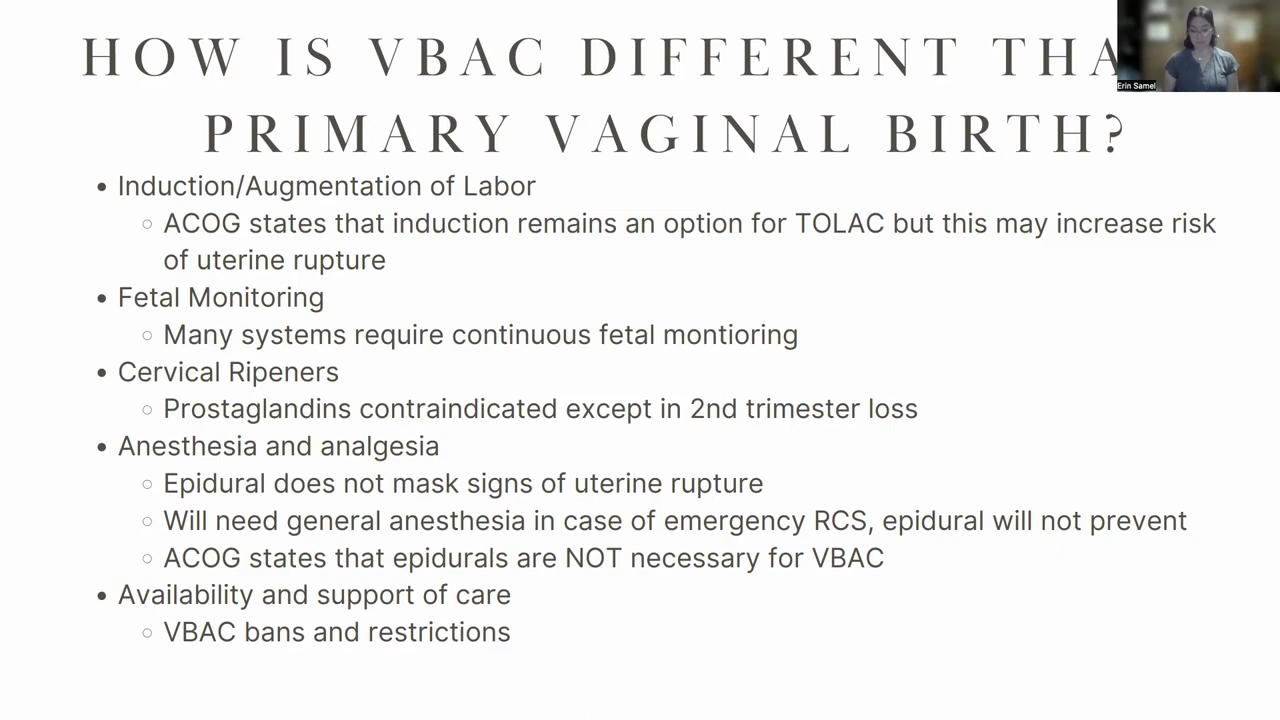 HOW IS VBAC DIFFERENT THA
PRIMARY VAGINAL BIRTH?
Erin Samel
• Induction/Augmentation of Labor
○ ACOG states that induction remains an option for TOLAC but this may increase risk
of uterine rupture
• Fetal Monitoring
○ Many systems require continuous fetal montioring
• Cervical Ripeners
○ Prostaglandins contraindicated except in 2nd trimester loss
• Anesthesia and analgesia
○ Epidural does not mask signs of uterine rupture
○ Will need general anesthesia in case of emergency RCS, epidural will not prevent
○ ACOG states that epidurals are NOT necessary for VBAC
• Availability and support of care
○ VBAC bans and restrictions